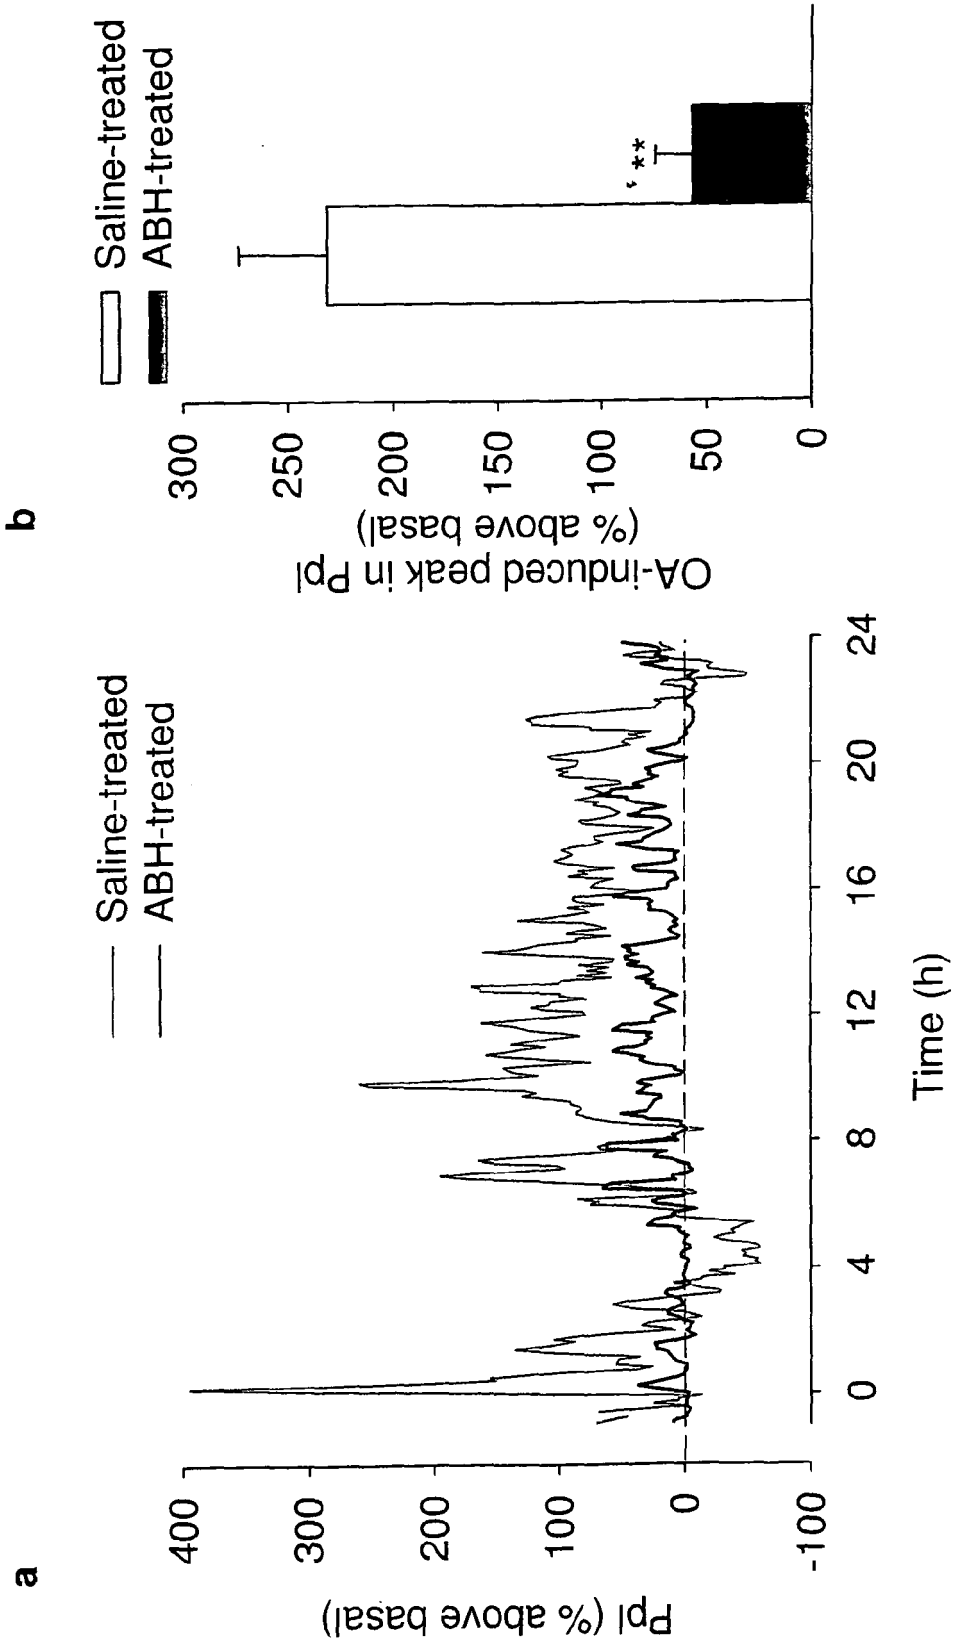 a
Saline-treated
ABH-treated
Ppl (% above basal)
400
300
200
100
0
-100
0
4
8
12
16
20
24
Time (h)
b
Saline-treated
ABH-treated
OA-induced peak in Ppl
(% above basal)
300
250
200
150
100
50
0
**